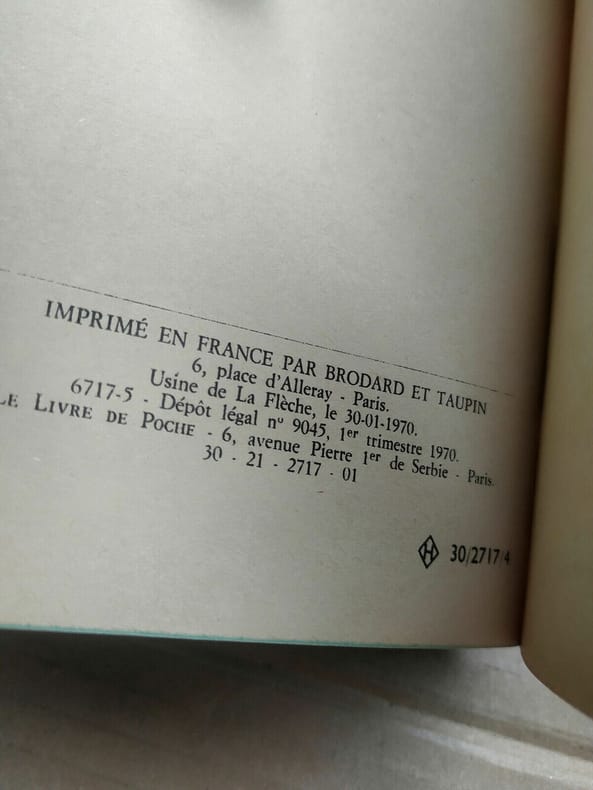 IMPRIMÉ EN FRANCE PAR BRODARD ET TAUPIN
6, place d'Alleray - Paris.
Usine de La Flèche, le 30-01-1970.
6717-5 - Dépôt légal nº 9045, 1er trimestre 1970.
LE LIVRE DE POCHE - 6, avenue Pierre 1er de Serbie - Paris.
30 - 21 - 2717 - 01
H 30/2717/4